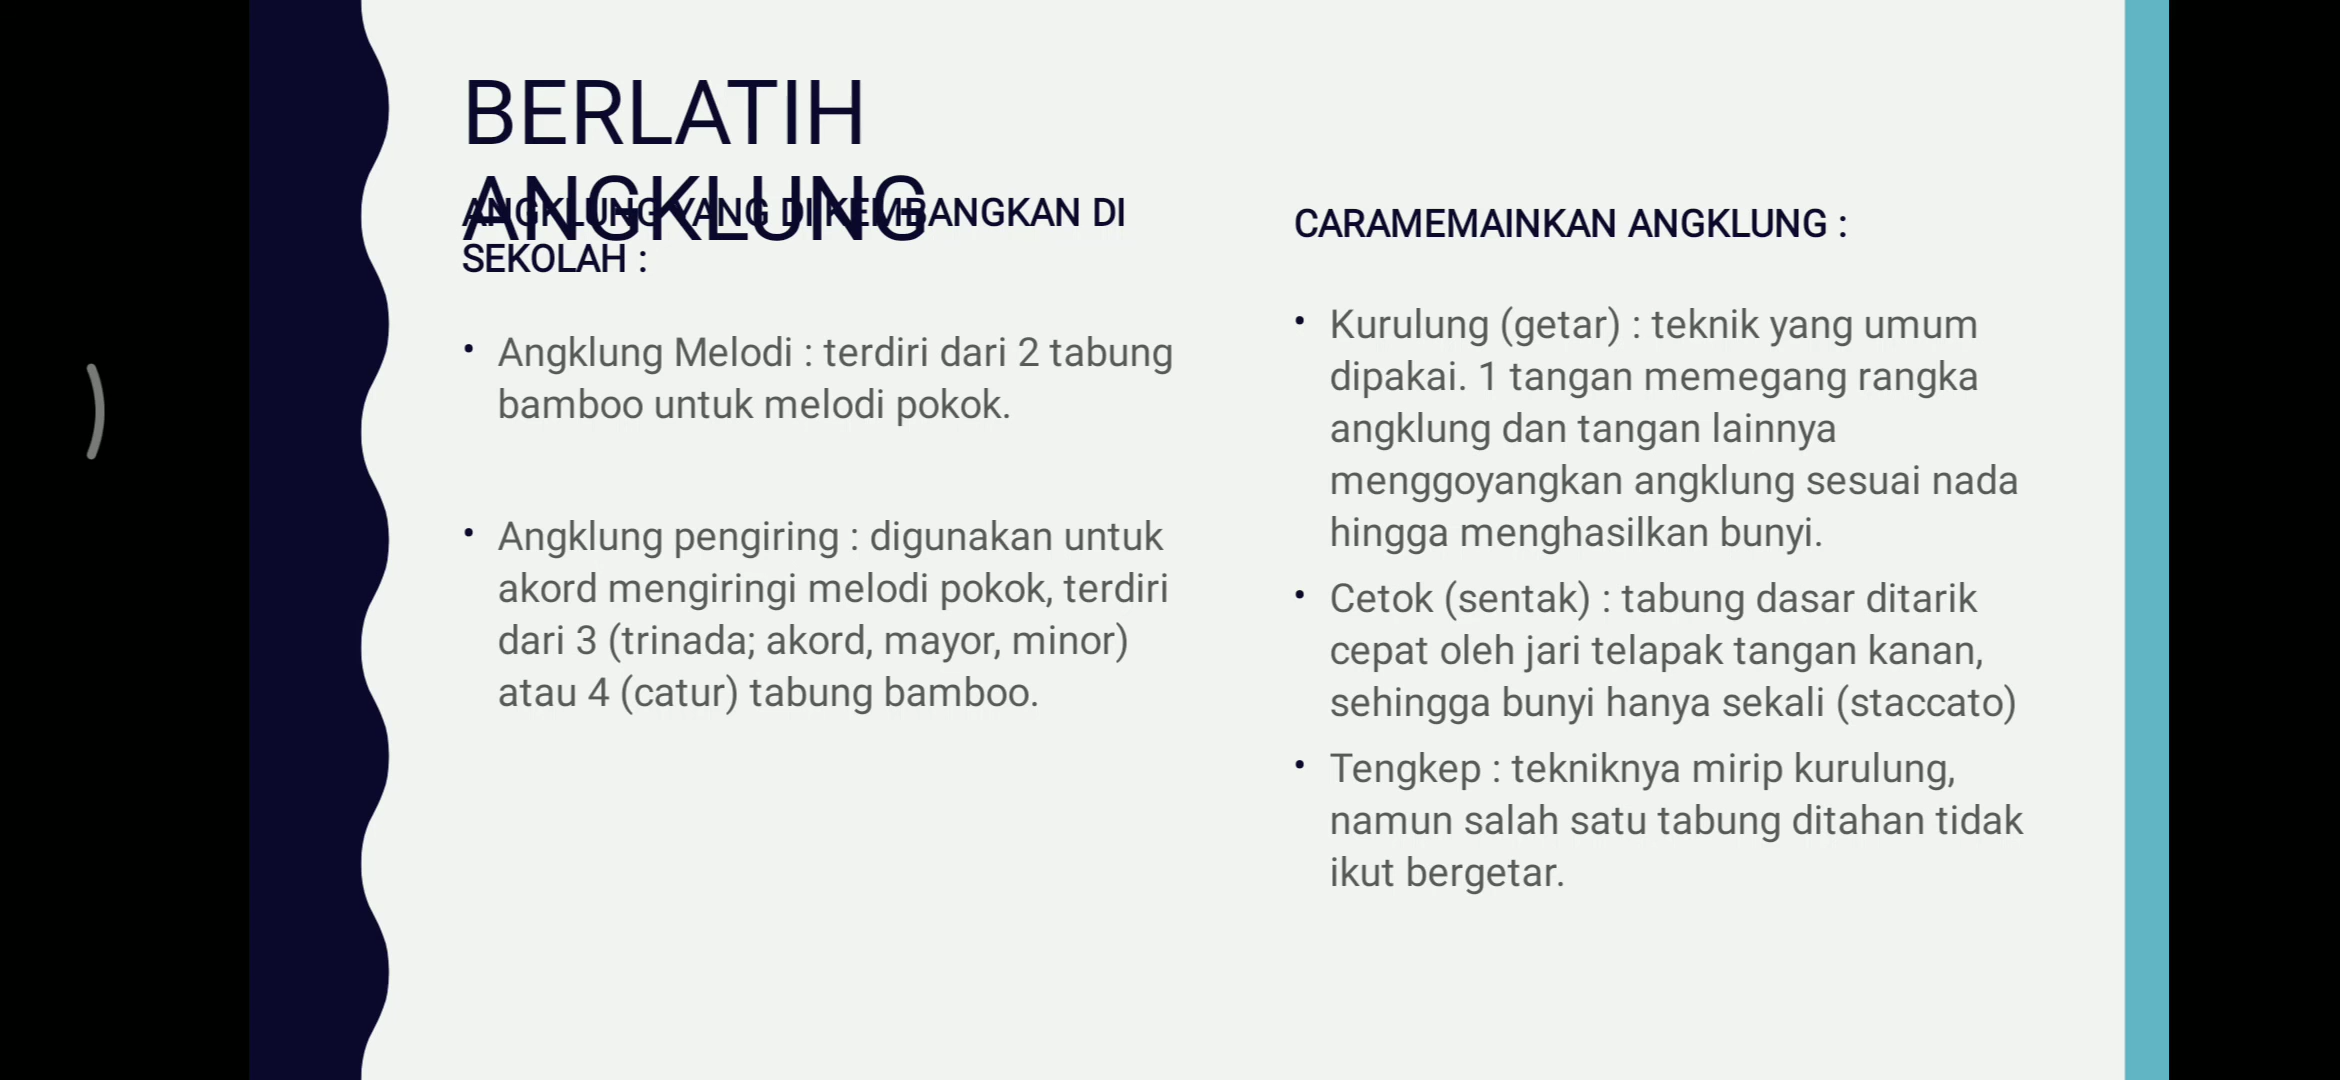 BERLATIH
ANGKLUNG
ANGKLUNG YANG DI KEMBANGKAN DI
SEKOLAH :
• Angklung Melodi : terdiri dari 2 tabung
bamboo untuk melodi pokok.
• Angklung pengiring : digunakan untuk
akord mengiringi melodi pokok, terdiri
dari 3 (trinada; akord, mayor, minor)
atau 4 (catur) tabung bamboo.
CARAMEMAINKAN ANGKLUNG :
• Kurulung (getar) : teknik yang umum
dipakai. 1 tangan memegang rangka
angklung dan tangan lainnya
menggoyangkan angklung sesuai nada
hingga menghasilkan bunyi.
• Cetok (sentak) : tabung dasar ditarik
cepat oleh jari telapak tangan kanan,
sehingga bunyi hanya sekali (staccato)
• Tengkep : tekniknya mirip kurulung,
namun salah satu tabung ditahan tidak
ikut bergetar.